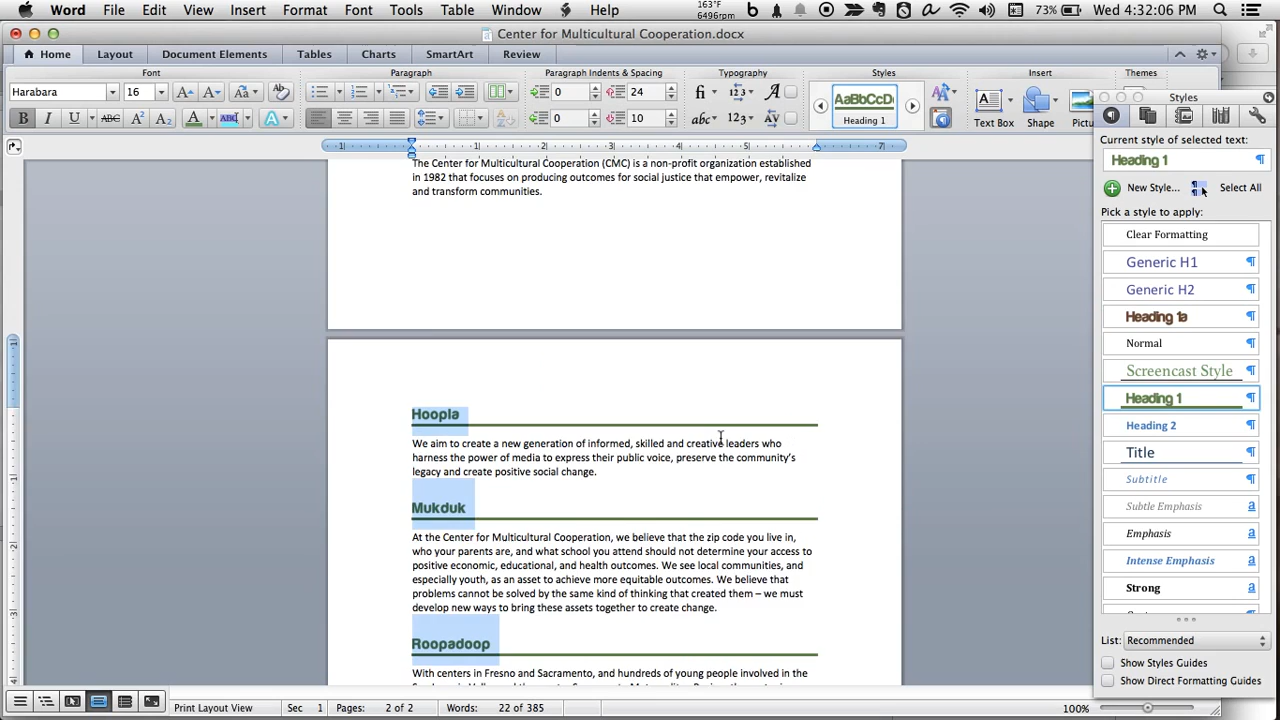 Word File Edit View Insert Format Font Tools Table Window Help 163°F 6496rpm 73% Wed 4:32:06 PM
Center for Multicultural Cooperation.docx
Home Layout Document Elements Tables Charts SmartArt Review
Font Paragraph Paragraph Indents & Spacing Typography Styles Insert Themes
Harabara 16 0 24
AaBbCcDd
Heading 1
Text Box Shape
B I U ABC 0 10
The Center for Multicultural Cooperation (CMC) is a non-profit organization established
in 1982 that focuses on producing outcomes for social justice that empower, revitalize
and transform communities.
Hoopla
We aim to create a new generation of informed, skilled and creative leaders who
harness the power of media to express their public voice, preserve the community's
legacy and create positive social change.
Mukduk
At the Center for Multicultural Cooperation, we believe that the zip code you live in,
who your parents are, and what school you attend should not determine your access to
positive economic, educational, and health outcomes. We see local communities, and
especially youth, as an asset to achieve more equitable outcomes. We believe that
problems cannot be solved by the same kind of thinking that created them – we must
develop new ways to bring these assets together to create change.
Roopadoop
With centers in Fresno and Sacramento, and hundreds of young people involved in the
Styles
Current style of selected text:
Heading 1
New Style... Select All
Pick a style to apply:
Clear Formatting
Generic H1
Generic H2
Heading 1a
Normal
Screencast Style
Heading 1
Heading 2
Title
Subtitle
Subtle Emphasis
Emphasis
Intense Emphasis
Strong
List: Recommended
Show Styles Guides
Show Direct Formatting Guides
Print Layout View Sec 1 Pages: 2 of 2 Words: 22 of 385 100%